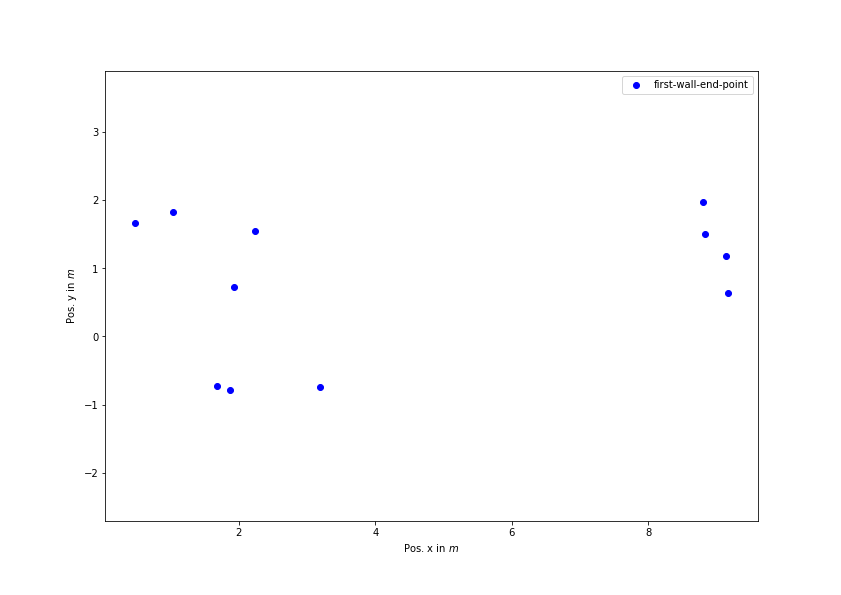 first-wall-end-point
3
2
1
0
−1
−2
Pos. y in m
2 4 6 8
Pos. x in m